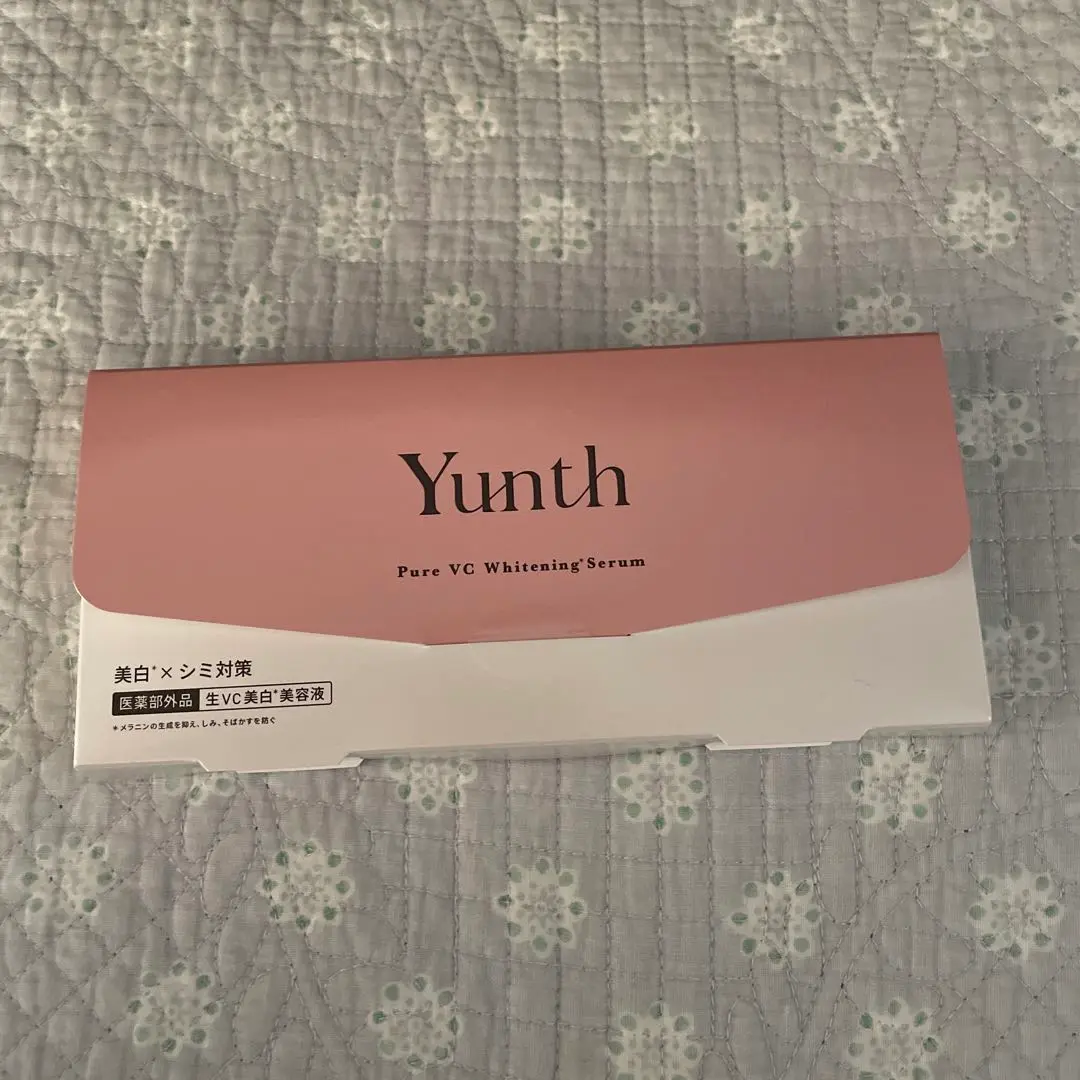 Yunth
Pure VC Whitening*Serum
美白*×シミ対策
医薬部外品 生VC美白*美容液
*メラニンの生成を抑え、しみ、そばかすを防ぐ